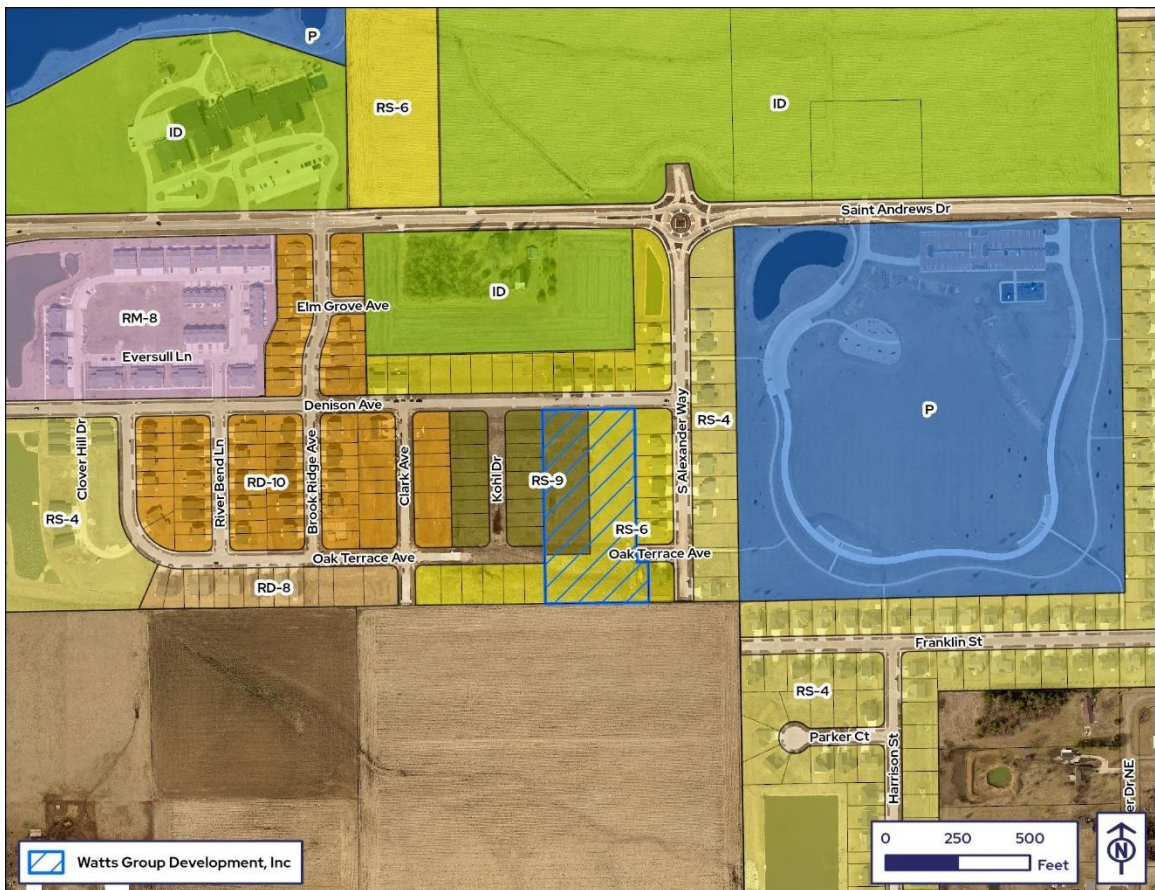 P
RS-6
ID
ID
Saint Andrews Dr
ID
Elm Grove Ave
RM-8
Eversull Ln
Denison Ave
S Alexander Way
RS-4
P
Clover Hill Dr
River Bend Ln
RD-10
Brook Ridge Ave
Clark Ave
Kohl Dr
RS-9
RS-4
RS-6
Oak Terrace Ave
Oak Terrace Ave
RD-8
Franklin St
RS-4
Parker Ct
Harrison St
er Dr NE
Watts Group Development, Inc
0 250 500
Feet
N